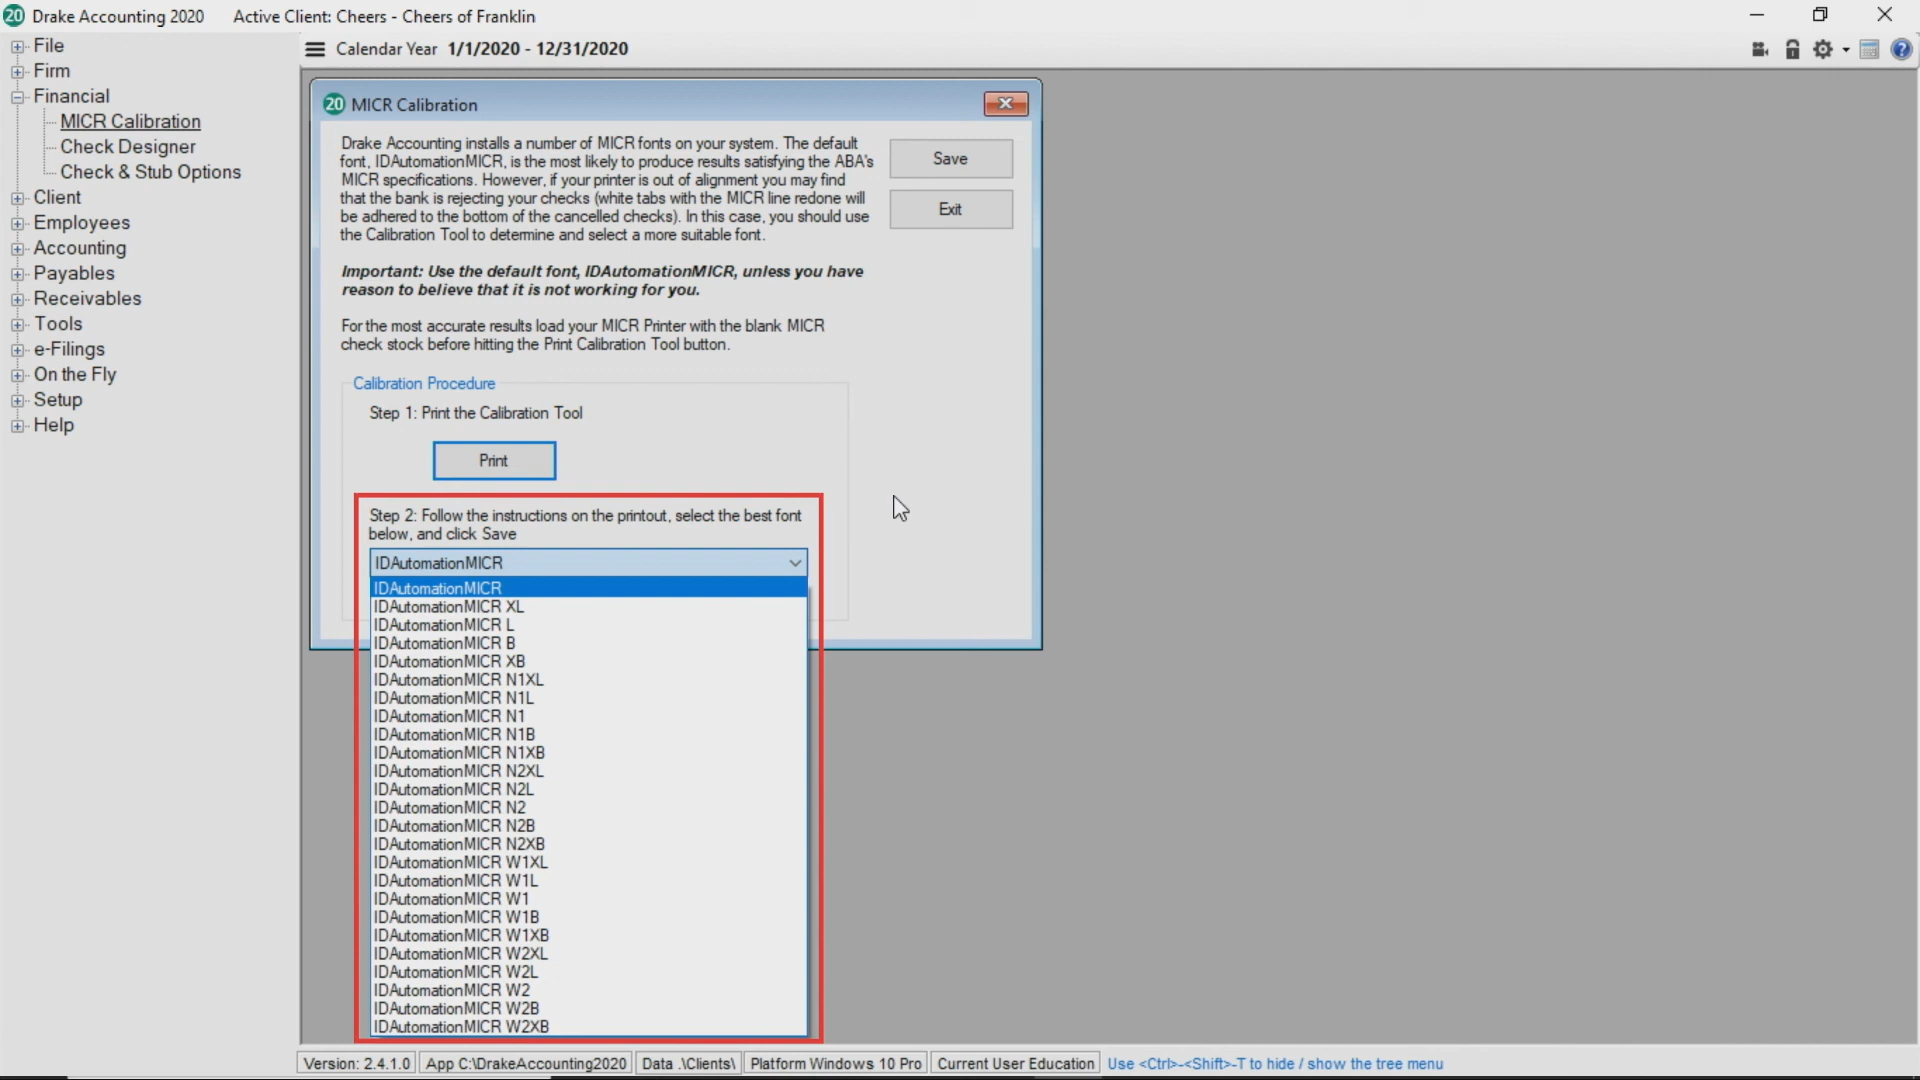 20 Drake Accounting 2020 Active Client: Cheers - Cheers of Franklin
File
Firm
Financial
MICR Calibration
Check Designer
Check & Stub Options
Client
Employees
Accounting
Payables
Receivables
Tools
e-Filings
On the Fly
Setup
Help
Calendar Year 1/1/2020 - 12/31/2020
?
20 MICR Calibration
Drake Accounting installs a number of MICR fonts on your system. The default
font, IDAutomationMICR, is the most likely to produce results satisfying the ABA's
MICR specifications. However, if your printer is out of alignment you may find
that the bank is rejecting your checks (white tabs with the MICR line redone will
be adhered to the bottom of the cancelled checks). In this case, you should use
the Calibration Tool to determine and select a more suitable font.
Save
Exit
Important: Use the default font, IDAutomationMICR, unless you have
reason to believe that it is not working for you.
For the most accurate results load your MICR Printer with the blank MICR
check stock before hitting the Print Calibration Tool button.
Calibration Procedure
Step 1: Print the Calibration Tool
Print
Step 2: Follow the instructions on the printout, select the best font
below, and click Save
IDAutomationMICR
IDAutomationMICR
IDAutomationMICR XL
IDAutomationMICR L
IDAutomationMICR B
IDAutomationMICR XB
IDAutomationMICR N1XL
IDAutomationMICR N1L
IDAutomationMICR N1
IDAutomationMICR N1B
IDAutomationMICR N1XB
IDAutomationMICR N2XL
IDAutomationMICR N2L
IDAutomationMICR N2
IDAutomationMICR N2B
IDAutomationMICR N2XB
IDAutomationMICR W1XL
IDAutomationMICR W1L
IDAutomationMICR W1
IDAutomationMICR W1B
IDAutomationMICR W1XB
IDAutomationMICR W2XL
IDAutomationMICR W2L
IDAutomationMICR W2
IDAutomationMICR W2B
IDAutomationMICR W2XB
Version: 2.4.1.0 App C:\DrakeAccounting2020 Data .\Clients\ Platform Windows 10 Pro Current User Education Use <Ctrl>-<Shift>-T to hide / show the tree menu